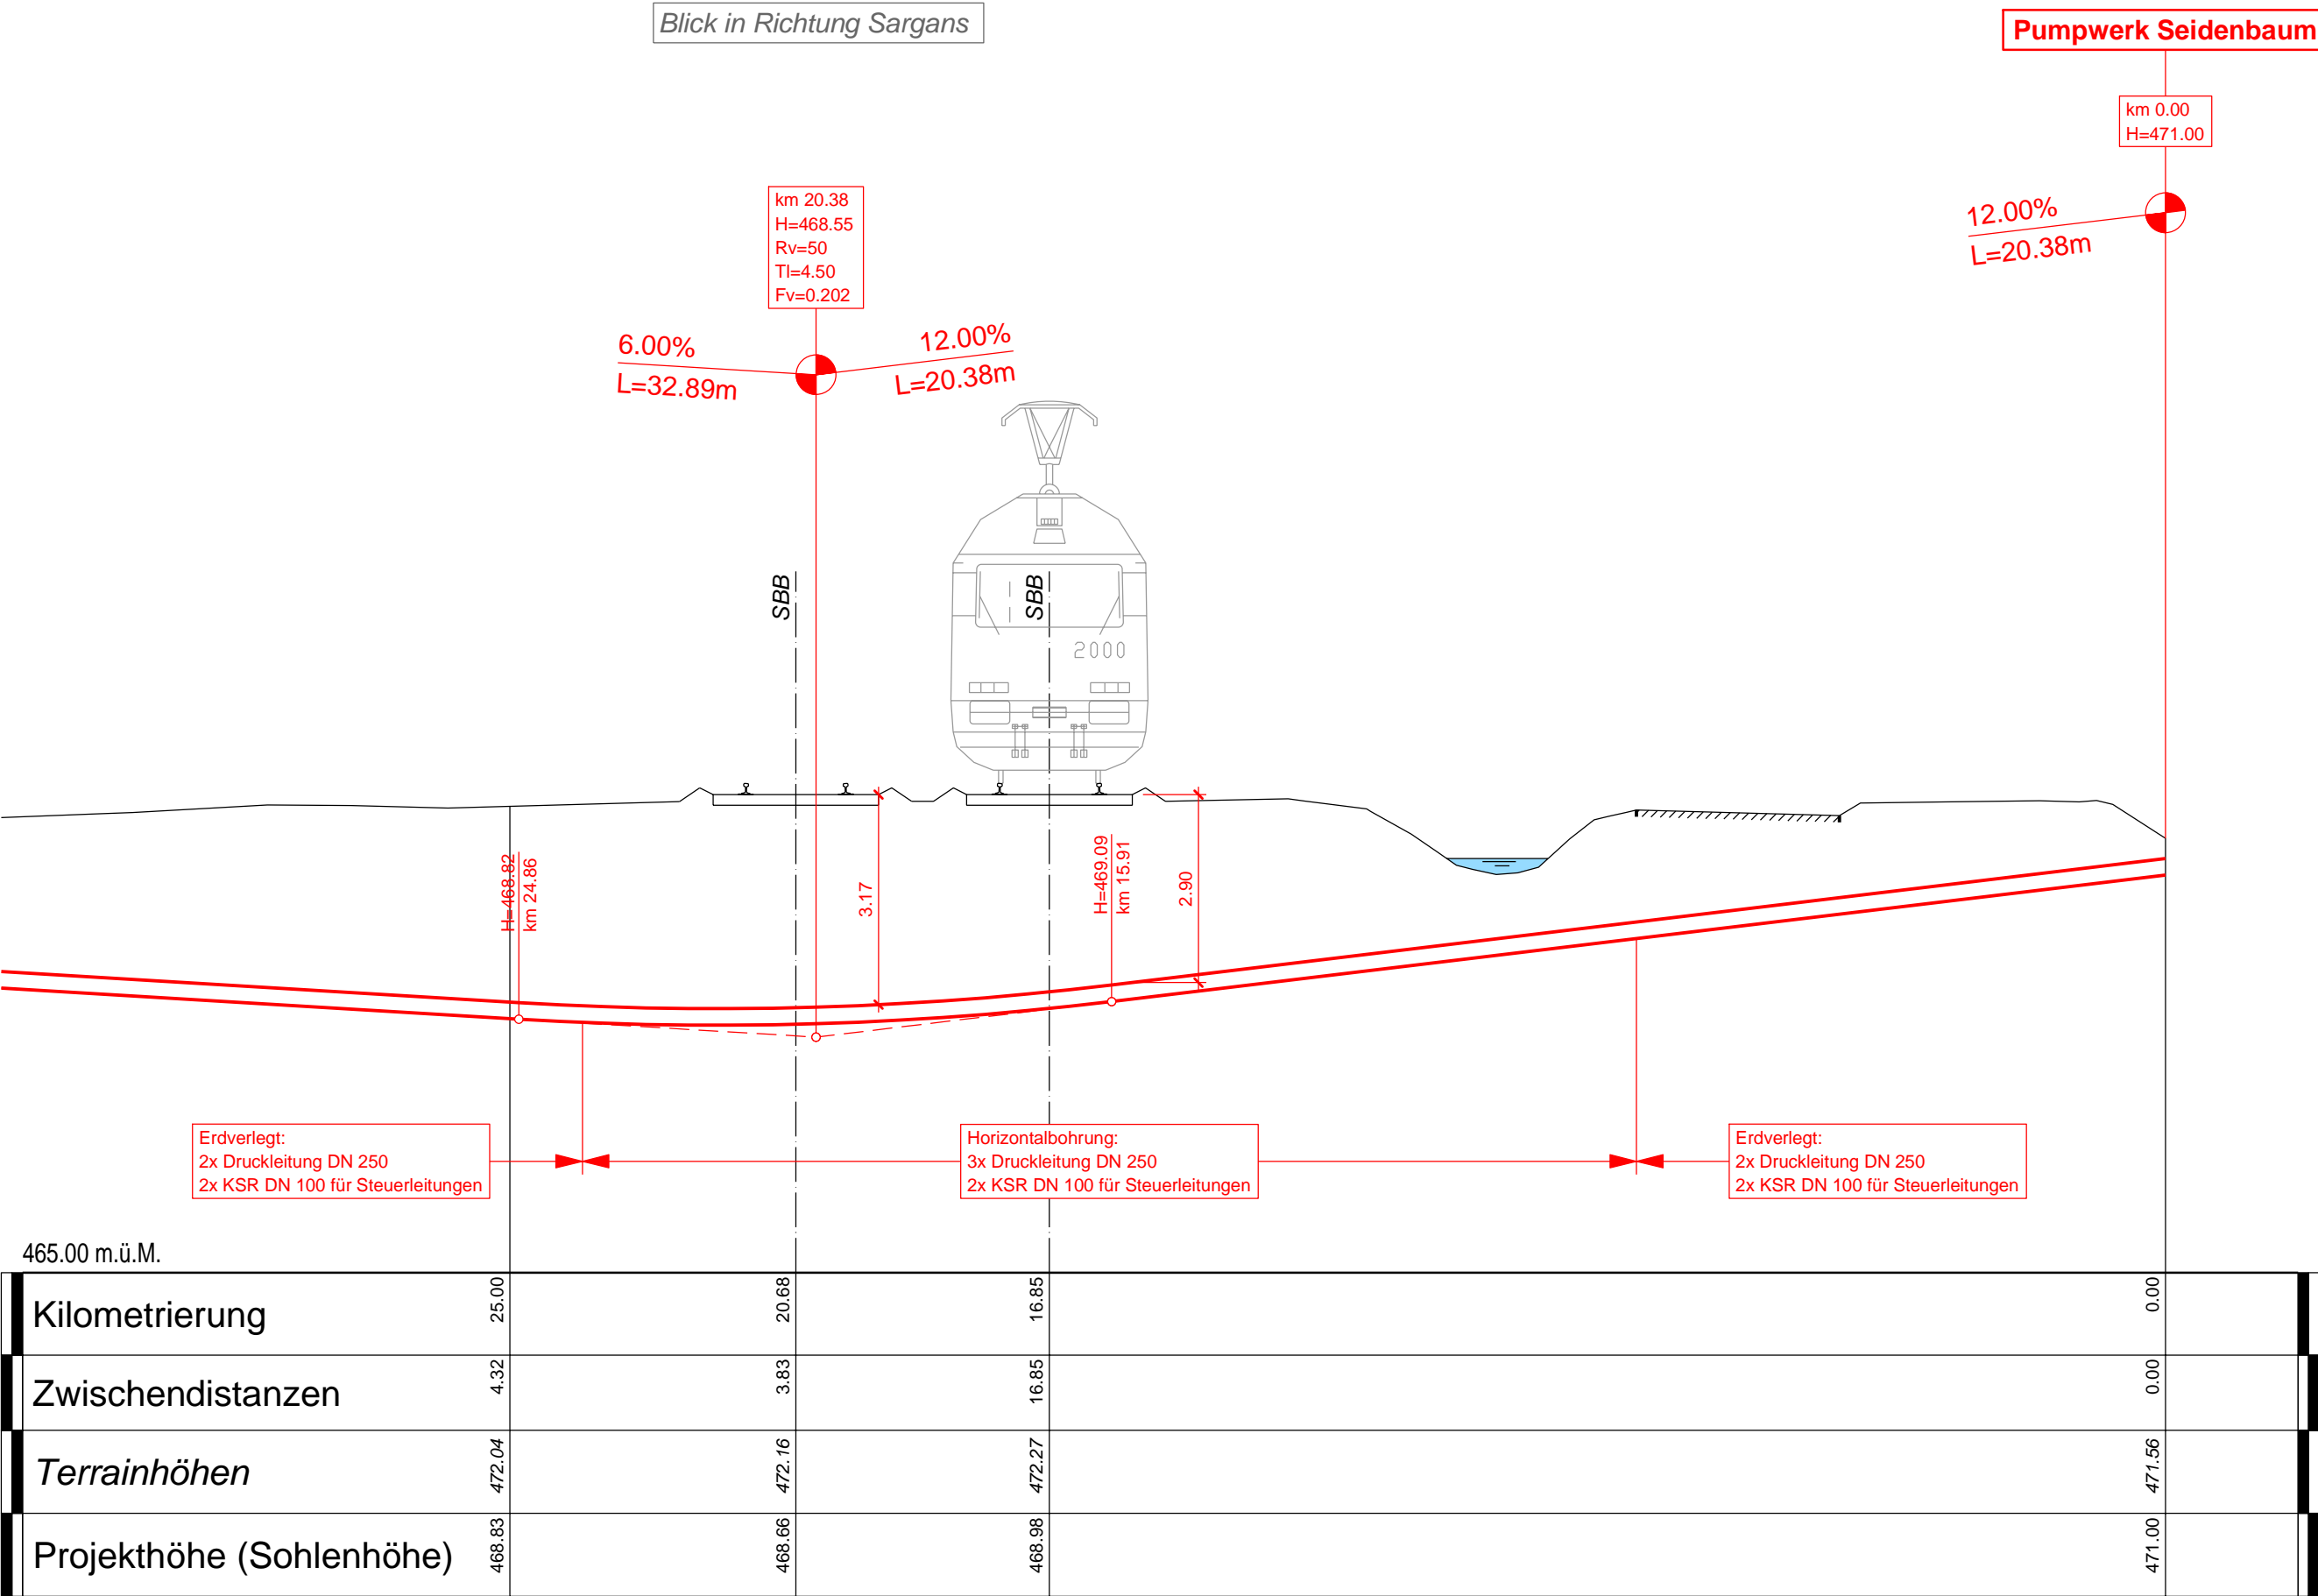 Blick in Richtung Sargans
Pumpwerk Seidenbaum
km 0.00
H=471.00
12.00%
L=20.38m
km 20.38
H=468.55
Rv=50
Tl=4.50
Fv=0.202
6.00%
L=32.89m
12.00%
L=20.38m
SBB
SBB
2000
H=468.82
km 24.86
3.17
H=469.09
km 15.91
2.90
Erdverlegt:
2x Druckleitung DN 250
2x KSR DN 100 für Steuerleitungen
Horizontalbohrung:
3x Druckleitung DN 250
2x KSR DN 100 für Steuerleitungen
Erdverlegt:
2x Druckleitung DN 250
2x KSR DN 100 für Steuerleitungen
465.00 m.ü.M.
Kilometrierung 25.00 20.68 16.85 0.00
Zwischendistanzen 4.32 3.83 16.85 0.00
Terrainhöhen 472.04 472.16 472.27 471.56
Projekthöhe (Sohlenhöhe) 468.83 468.66 468.98 471.00